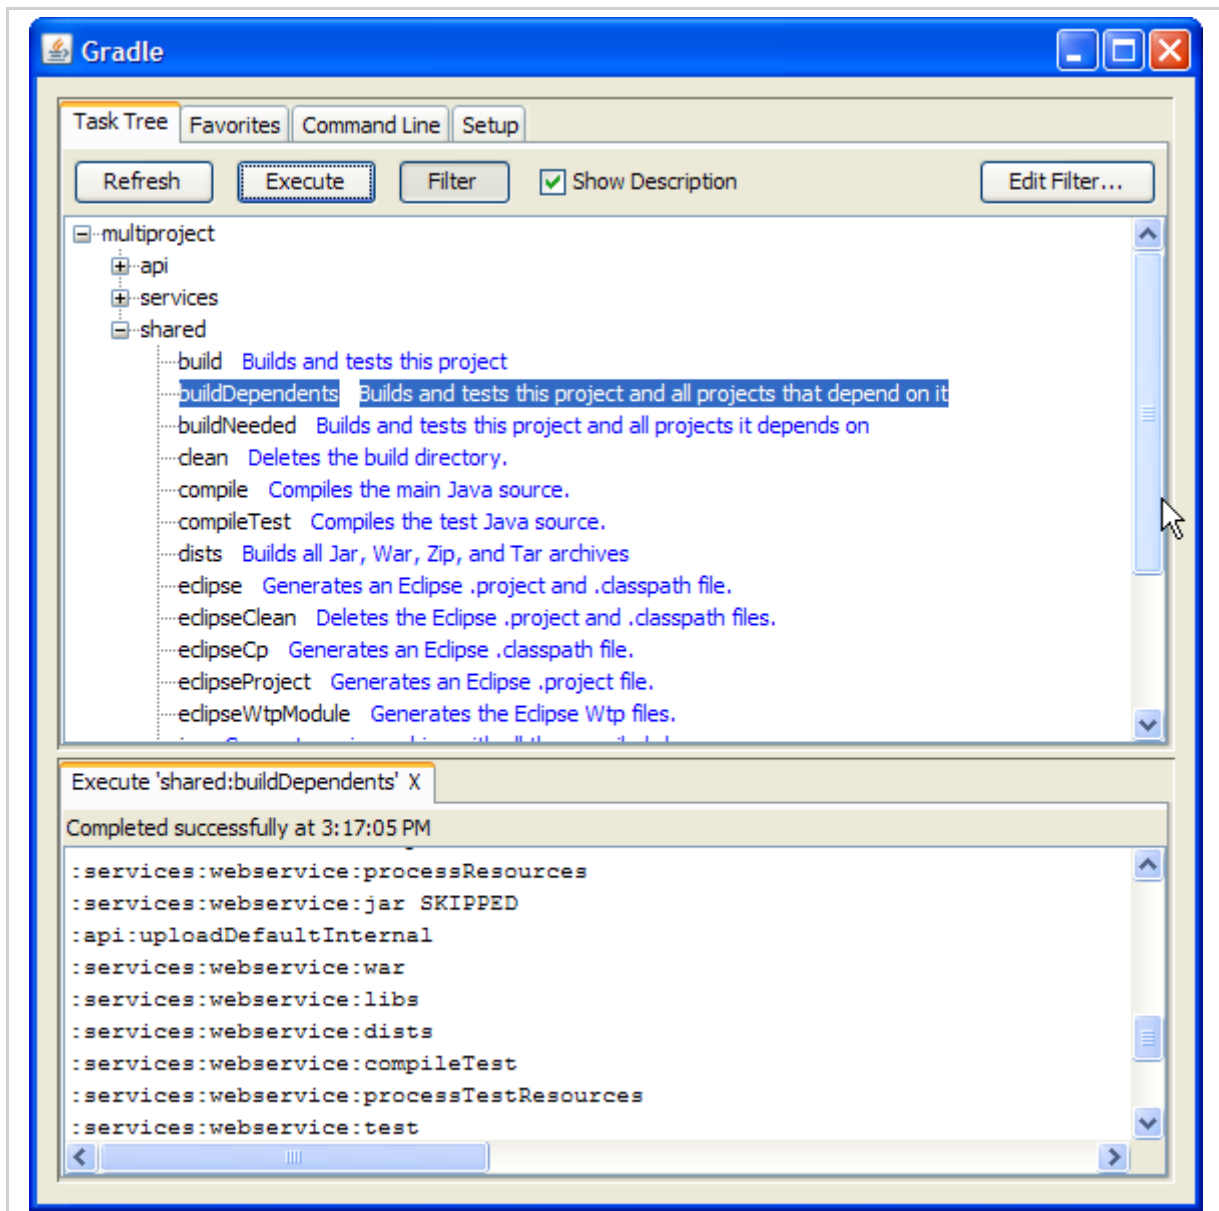 Gradle
Task Tree Favorites Command Line Setup
Refresh Execute Filter Show Description Edit Filter...
multiproject
api
services
shared
build Builds and tests this project
buildDependents Builds and tests this project and all projects that depend on it
buildNeeded Builds and tests this project and all projects it depends on
clean Deletes the build directory.
compile Compiles the main Java source.
compileTest Compiles the test Java source.
dists Builds all Jar, War, Zip, and Tar archives
eclipse Generates an Eclipse .project and .classpath file.
eclipseClean Deletes the Eclipse .project and .classpath files.
eclipseCp Generates an Eclipse .classpath file.
eclipseProject Generates an Eclipse .project file.
eclipseWtpModule Generates the Eclipse Wtp files.
Execute 'shared:buildDependents' X
Completed successfully at 3:17:05 PM
:services:webservice:processResources
:services:webservice:jar SKIPPED
:api:uploadDefaultInternal
:services:webservice:war
:services:webservice:libs
:services:webservice:dists
:services:webservice:compileTest
:services:webservice:processTestResources
:services:webservice:test